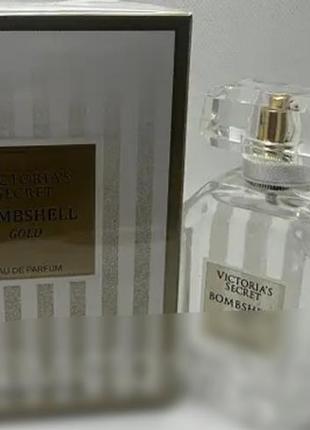 VICTORIA'S
SECRET
BOMBSHELL
GOLD
EAU DE PARFUM
VICTORIA'S
SECRET
BOMBSHELL